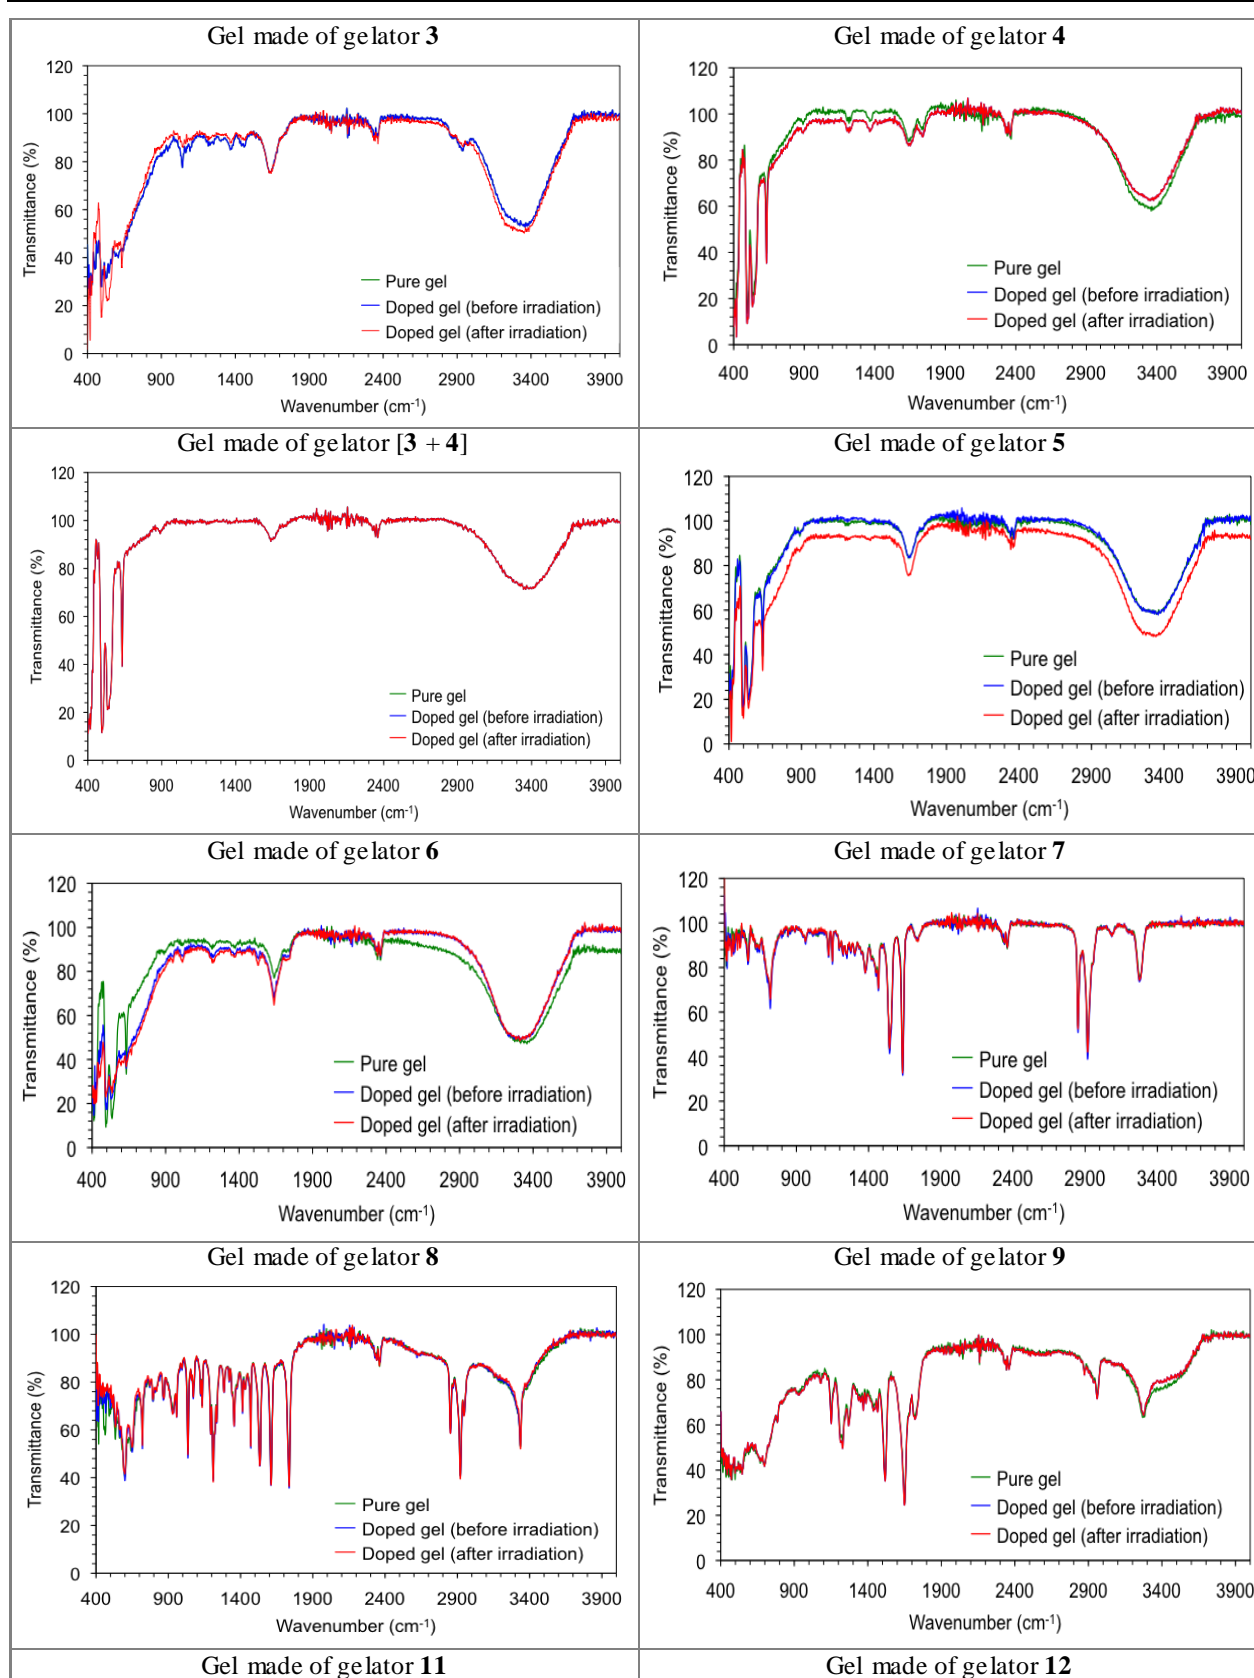 Gel made of gelator 3
120
100
80
60
40
20
0
Transmittance (%)
Pure gel
Doped gel (before irradiation)
Doped gel (after irradiation)
400 900 1400 1900 2400 2900 3400 3900
Wavenumber (cm-1)
Gel made of gelator 4
120
100
80
60
40
20
0
Transmittance (%)
Pure gel
Doped gel (before irradiation)
Doped gel (after irradiation)
400 900 1400 1900 2400 2900 3400 3900
Wavenumber (cm-1)
Gel made of gelator [3 + 4]
120
100
80
60
40
20
0
Transmittance (%)
Pure gel
Doped gel (before irradiation)
Doped gel (after irradiation)
400 900 1400 1900 2400 2900 3400 3900
Wavenumber (cm-1)
Gel made of gelator 5
120
100
80
60
40
20
0
Transmittance (%)
Pure gel
Doped gel (before irradiation)
Doped gel (after irradiation)
400 900 1400 1900 2400 2900 3400 3900
Wavenumber (cm-1)
Gel made of gelator 6
120
100
80
60
40
20
0
Transmittance (%)
Pure gel
Doped gel (before irradiation)
Doped gel (after irradiation)
400 900 1400 1900 2400 2900 3400 3900
Wavenumber (cm-1)
Gel made of gelator 7
120
100
80
60
40
20
0
Transmittance (%)
Pure gel
Doped gel (before irradiation)
Doped gel (after irradiation)
400 900 1400 1900 2400 2900 3400 3900
Wavenumber (cm-1)
Gel made of gelator 8
120
100
80
60
40
20
0
Transmittance (%)
Pure gel
Doped gel (before irradiation)
Doped gel (after irradiation)
400 900 1400 1900 2400 2900 3400 3900
Wavenumber (cm-1)
Gel made of gelator 9
120
100
80
60
40
20
0
Transmittance (%)
Pure gel
Doped gel (before irradiation)
Doped gel (after irradiation)
400 900 1400 1900 2400 2900 3400 3900
Wavenumber (cm-1)
Gel made of gelator 11
Gel made of gelator 12